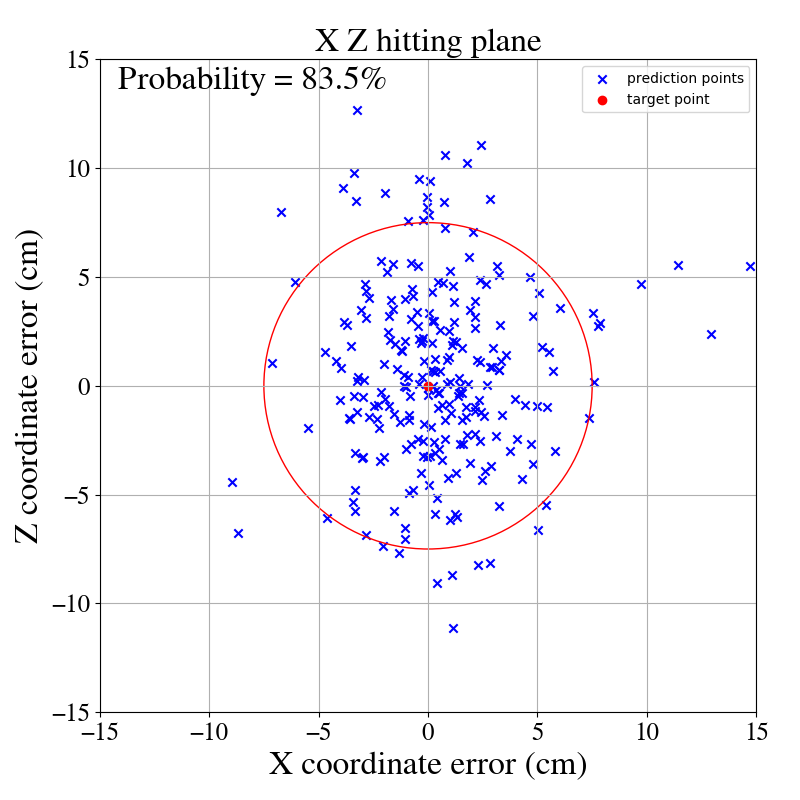 X Z hitting plane
Probability = 83.5%
prediction points
target point
Z coordinate error (cm)
15
10
5
0
−5
−10
−15
−15 −10 −5 0 5 10 15
X coordinate error (cm)